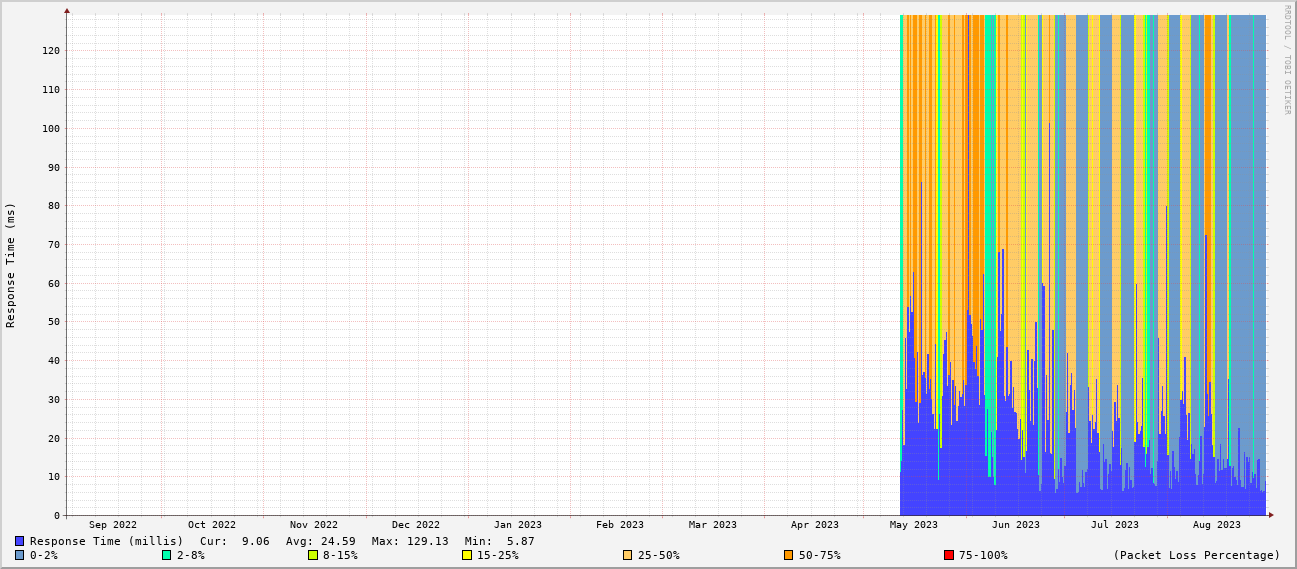 RRDTOOL / TOBI OETIKER
Response Time (ms)
120
110
100
90
80
70
60
50
40
30
20
10
0
Sep 2022 Oct 2022 Nov 2022 Dec 2022 Jan 2023 Feb 2023 Mar 2023 Apr 2023 May 2023 Jun 2023 Jul 2023 Aug 2023
Response Time (millis) Cur: 9.06 Avg: 24.59 Max: 129.13 Min: 5.87
0-2% 2-8% 8-15% 15-25% 25-50% 50-75% 75-100% (Packet Loss Percentage)